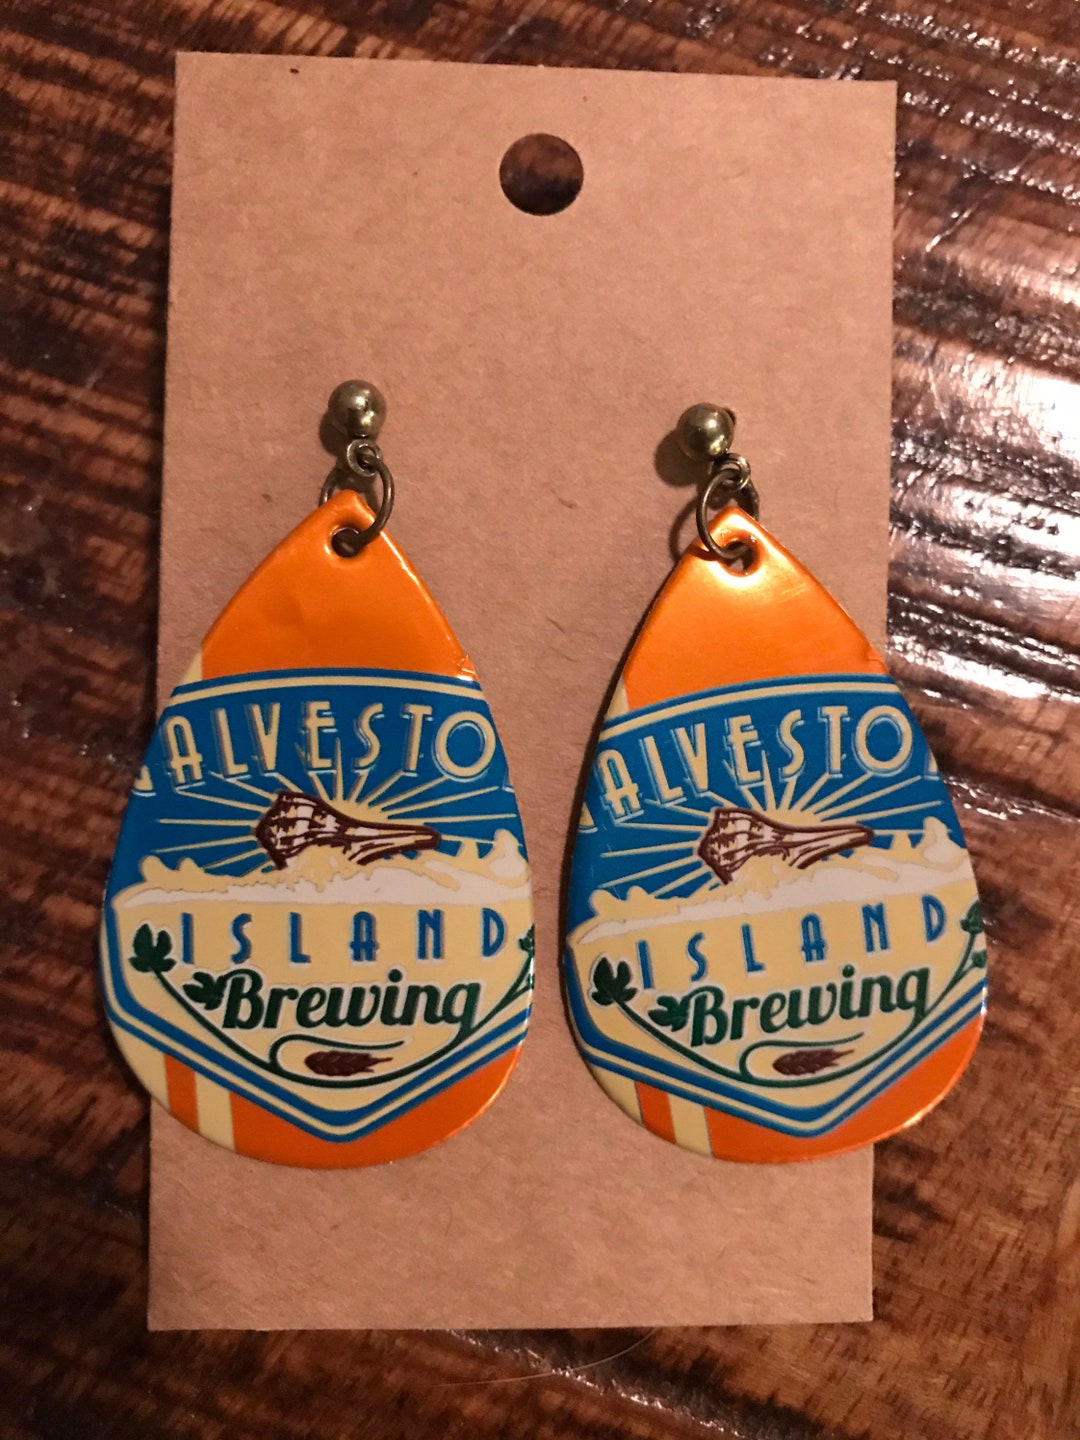 ALVESTO
ISLAND
Brewing
ALVESTO
ISLAND
Brewing